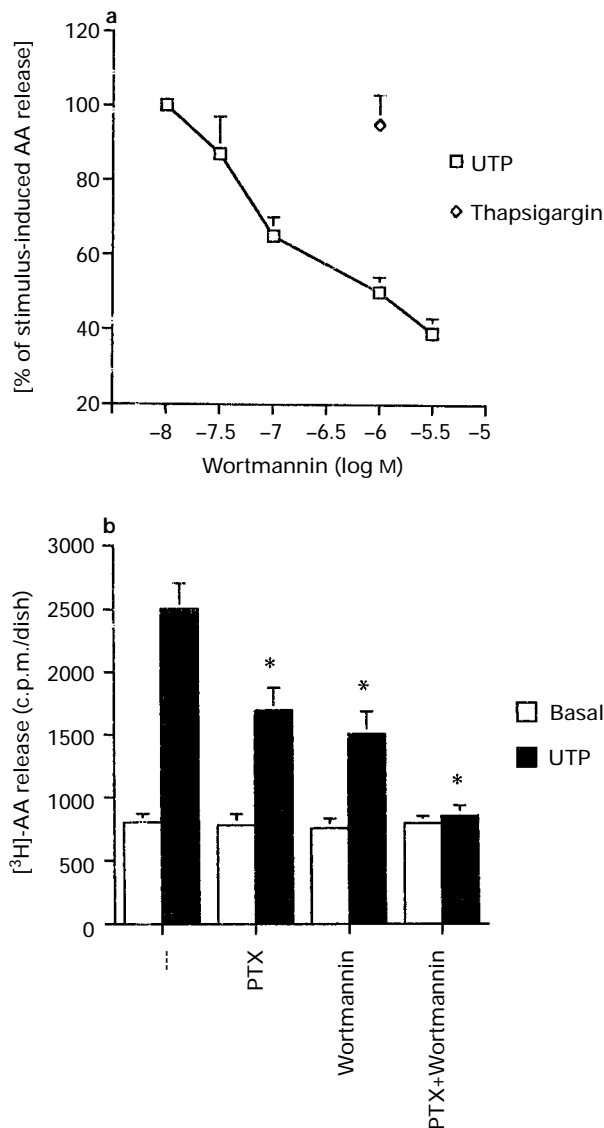 a
[% of stimulus-induced AA release]
120
100
80
60
40
20
–8
–7.5
–7
–6.5
–6
–5.5
–5
Wortmannin (log M)
UTP
Thapsigargin
b
[³H]-AA release (c.p.m./dish)
3000
2500
2000
1500
1000
500
0
*
*
*
Basal
UTP
---
PTX
Wortmannin
PTX+Wortmannin